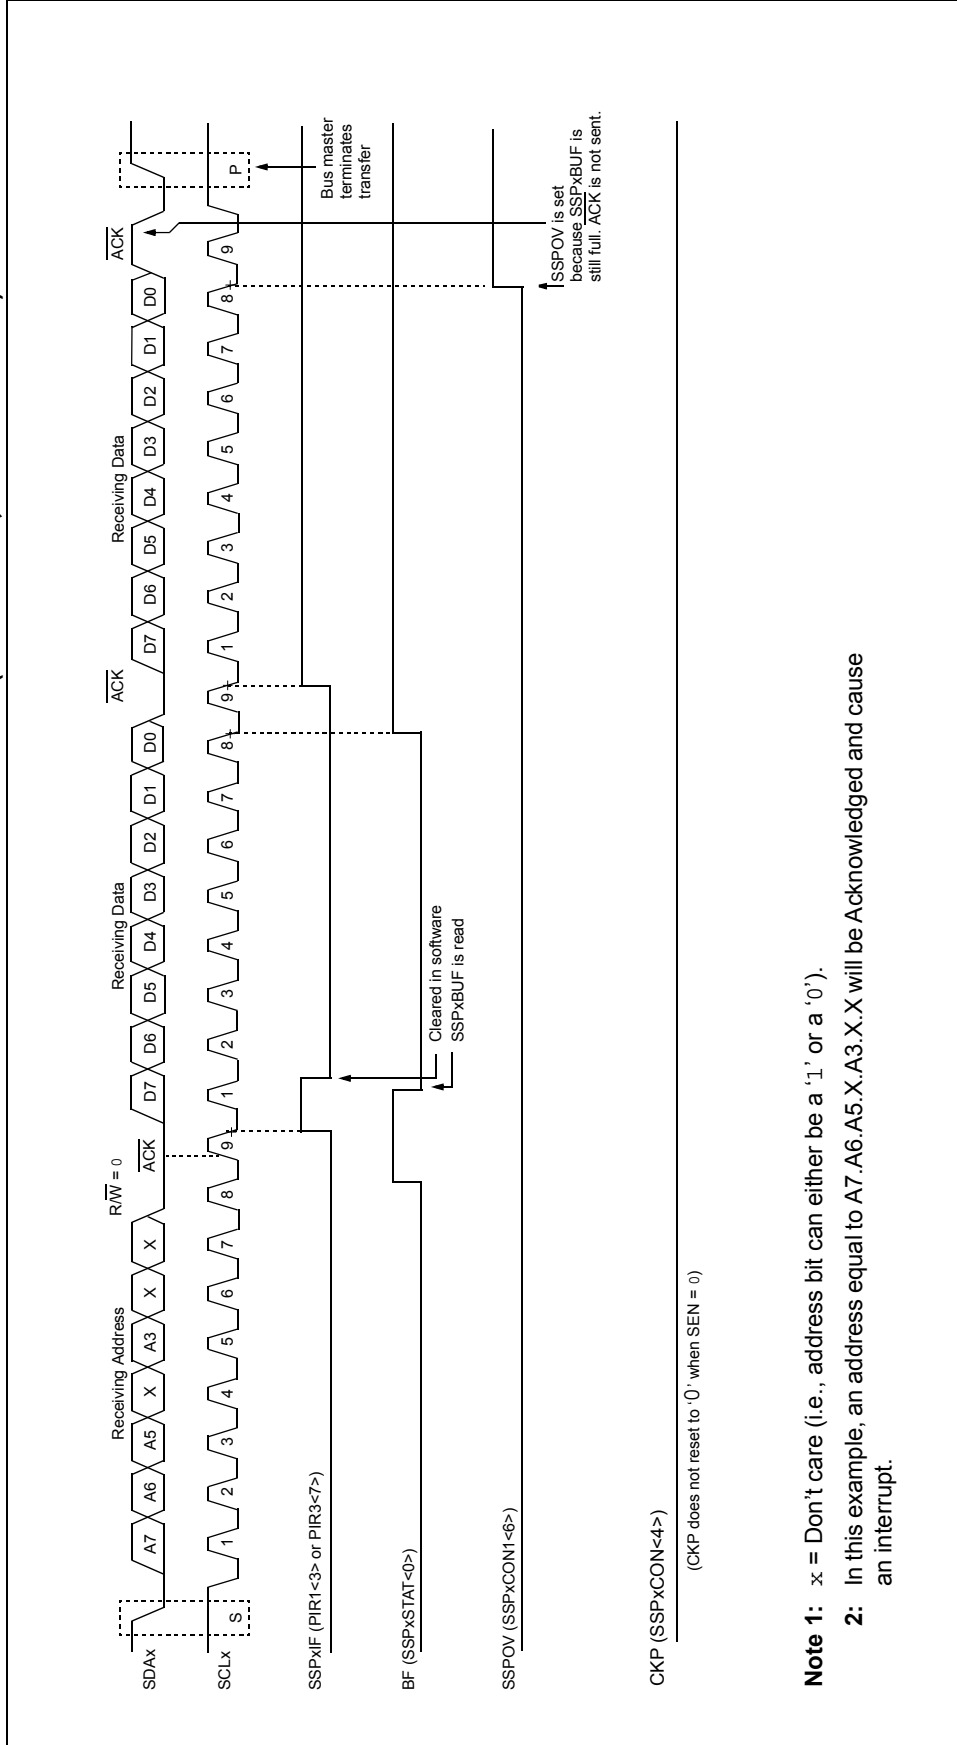 Receiving Address
R/W = 0
ACK
Receiving Data
ACK
Receiving Data
ACK
SDAx
A7 A6 A5 X A3 X X D7 D6 D5 D4 D3 D2 D1 D0 D7 D6 D5 D4 D3 D2 D1 D0
SCLx
S 1 2 3 4 5 6 7 8 9 1 2 3 4 5 6 7 8 9 1 2 3 4 5 6 7 8 9 P
SSPxIF (PIR1<3> or PIR3<7>)
Bus master
terminates
transfer
BF (SSPxSTAT<0>)
Cleared in software
SSPxBUF is read
SSPOV (SSPxCON1<6>)
SSPOV is set
because SSPxBUF is
still full. ACK is not sent.
CKP (SSPxCON<4>)
(CKP does not reset to ‘0’ when SEN = 0)
Note 1: x = Don’t care (i.e., address bit can either be a ‘1’ or a ‘0’).
2: In this example, an address equal to A7.A6.A5.X.A3.X.X will be Acknowledged and cause
an interrupt.